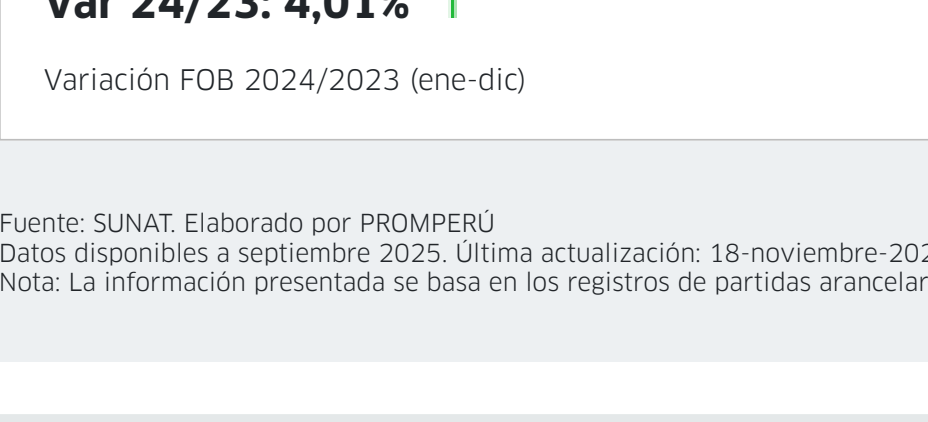 Var 24/23: 4,01%
Variación FOB 2024/2023 (ene-dic)
Fuente: SUNAT. Elaborado por PROMPERÚ
Datos disponibles a septiembre 2025. Última actualización: 18-noviembre-202
Nota: La información presentada se basa en los registros de partidas arancelar